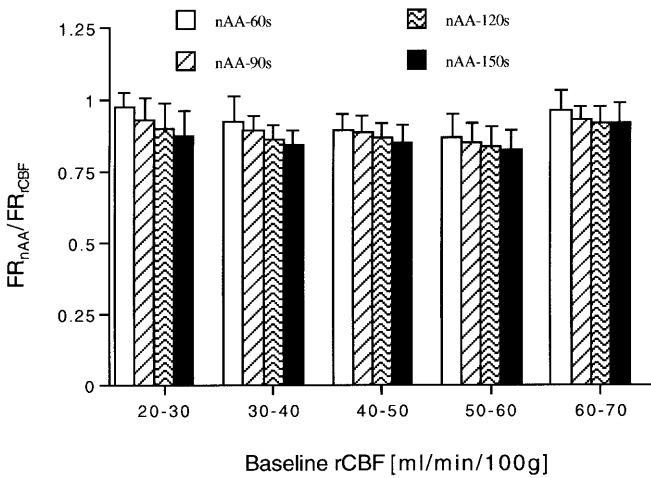 nAA-60s
nAA-120s
nAA-90s
nAA-150s
1.25
1
0.75
0.5
0.25
0
FRnAA/FRrCBF
20-30
30-40
40-50
50-60
60-70
Baseline rCBF [ml/min/100g]